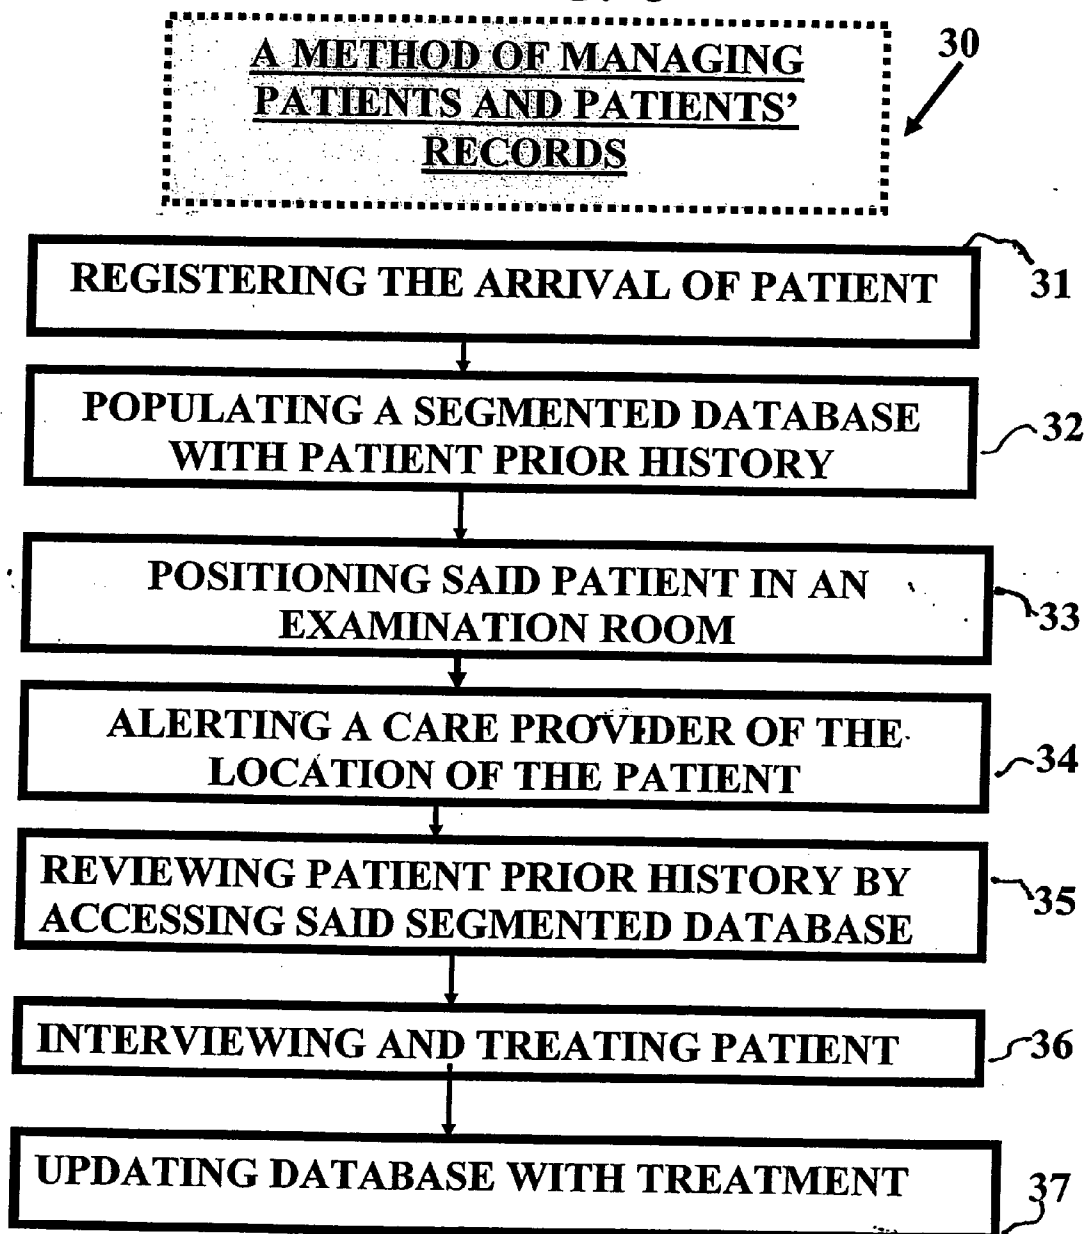 A METHOD OF MANAGING
PATIENTS AND PATIENTS’
RECORDS
30
REGISTERING THE ARRIVAL OF PATIENT
31
POPULATING A SEGMENTED DATABASE
WITH PATIENT PRIOR HISTORY
32
POSITIONING SAID PATIENT IN AN
EXAMINATION ROOM
33
ALERTING A CARE PROVIDER OF THE
LOCATION OF THE PATIENT
34
REVIEWING PATIENT PRIOR HISTORY BY
ACCESSING SAID SEGMENTED DATABASE
35
INTERVIEWING AND TREATING PATIENT
36
UPDATING DATABASE WITH TREATMENT
37